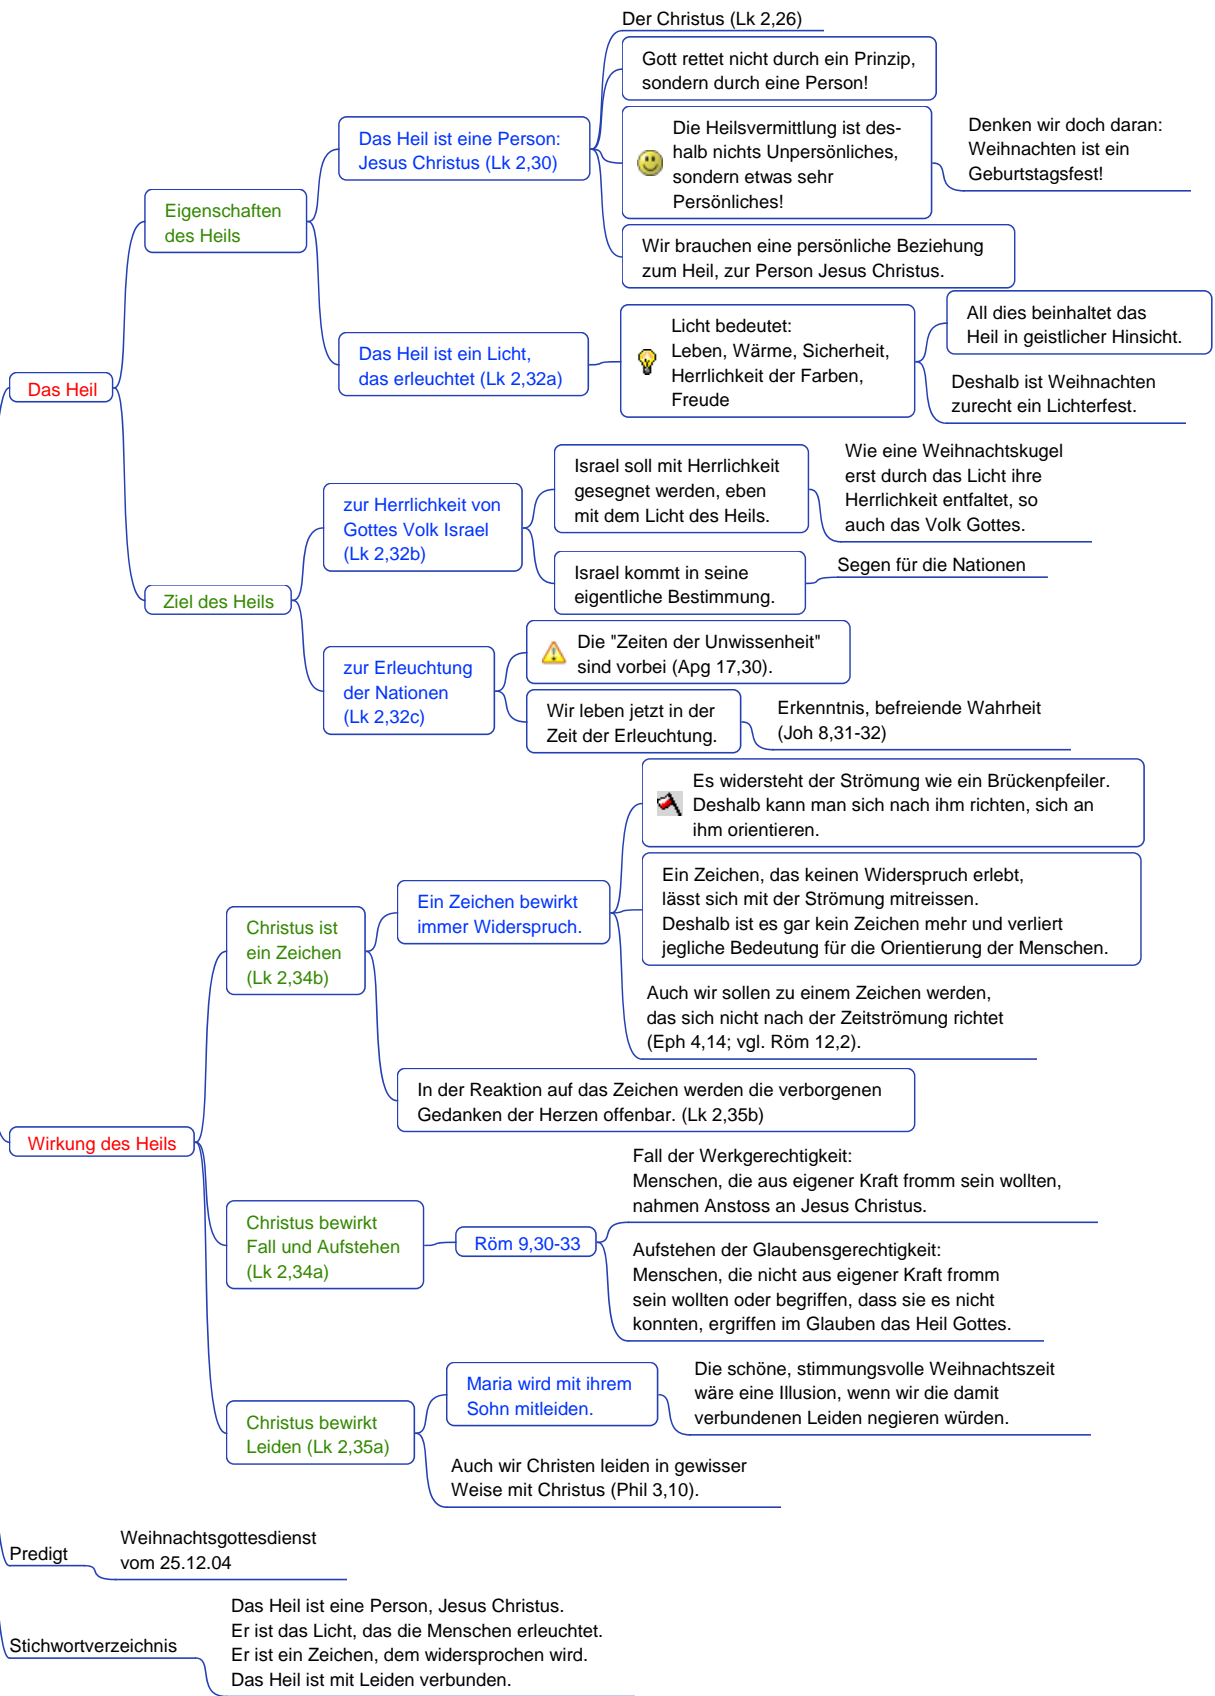 Der Christus (Lk 2,26)
Gott rettet nicht durch ein Prinzip,
sondern durch eine Person!
Das Heil ist eine Person:
Jesus Christus (Lk 2,30)
Die Heilsvermittlung ist des-
halb nichts Unpersönliches,
sondern etwas sehr
Persönliches!
Denken wir doch daran:
Weihnachten ist ein
Geburtstagsfest!
Wir brauchen eine persönliche Beziehung
zum Heil, zur Person Jesus Christus.
Eigenschaften
des Heils
Das Heil ist ein Licht,
das erleuchtet (Lk 2,32a)
Licht bedeutet:
Leben, Wärme, Sicherheit,
Herrlichkeit der Farben,
Freude
All dies beinhaltet das
Heil in geistlicher Hinsicht.
Deshalb ist Weihnachten
zurecht ein Lichterfest.
Das Heil
zur Herrlichkeit von
Gottes Volk Israel
(Lk 2,32b)
Israel soll mit Herrlichkeit
gesegnet werden, eben
mit dem Licht des Heils.
Wie eine Weihnachtskugel
erst durch das Licht ihre
Herrlichkeit entfaltet, so
auch das Volk Gottes.
Israel kommt in seine
eigentliche Bestimmung.
Segen für die Nationen
Ziel des Heils
zur Erleuchtung
der Nationen
(Lk 2,32c)
Die "Zeiten der Unwissenheit"
sind vorbei (Apg 17,30).
Wir leben jetzt in der
Zeit der Erleuchtung.
Erkenntnis, befreiende Wahrheit
(Joh 8,31-32)
Es widersteht der Strömung wie ein Brückenpfeiler.
Deshalb kann man sich nach ihm richten, sich an
ihm orientieren.
Ein Zeichen bewirkt
immer Widerspruch.
Ein Zeichen, das keinen Widerspruch erlebt,
lässt sich mit der Strömung mitreissen.
Deshalb ist es gar kein Zeichen mehr und verliert
jegliche Bedeutung für die Orientierung der Menschen.
Christus ist
ein Zeichen
(Lk 2,34b)
Auch wir sollen zu einem Zeichen werden,
das sich nicht nach der Zeitströmung richtet
(Eph 4,14; vgl. Röm 12,2).
In der Reaktion auf das Zeichen werden die verborgenen
Gedanken der Herzen offenbar. (Lk 2,35b)
Wirkung des Heils
Christus bewirkt
Fall und Aufstehen
(Lk 2,34a)
Röm 9,30-33
Fall der Werkgerechtigkeit:
Menschen, die aus eigener Kraft fromm sein wollten,
nahmen Anstoss an Jesus Christus.
Aufstehen der Glaubensgerechtigkeit:
Menschen, die nicht aus eigener Kraft fromm
sein wollten oder begriffen, dass sie es nicht
konnten, ergriffen im Glauben das Heil Gottes.
Christus bewirkt
Leiden (Lk 2,35a)
Maria wird mit ihrem
Sohn mitleiden.
Die schöne, stimmungsvolle Weihnachtszeit
wäre eine Illusion, wenn wir die damit
verbundenen Leiden negieren würden.
Auch wir Christen leiden in gewisser
Weise mit Christus (Phil 3,10).
Predigt
Weihnachtsgottesdienst
vom 25.12.04
Stichwortverzeichnis
Das Heil ist eine Person, Jesus Christus.
Er ist das Licht, das die Menschen erleuchtet.
Er ist ein Zeichen, dem widersprochen wird.
Das Heil ist mit Leiden verbunden.